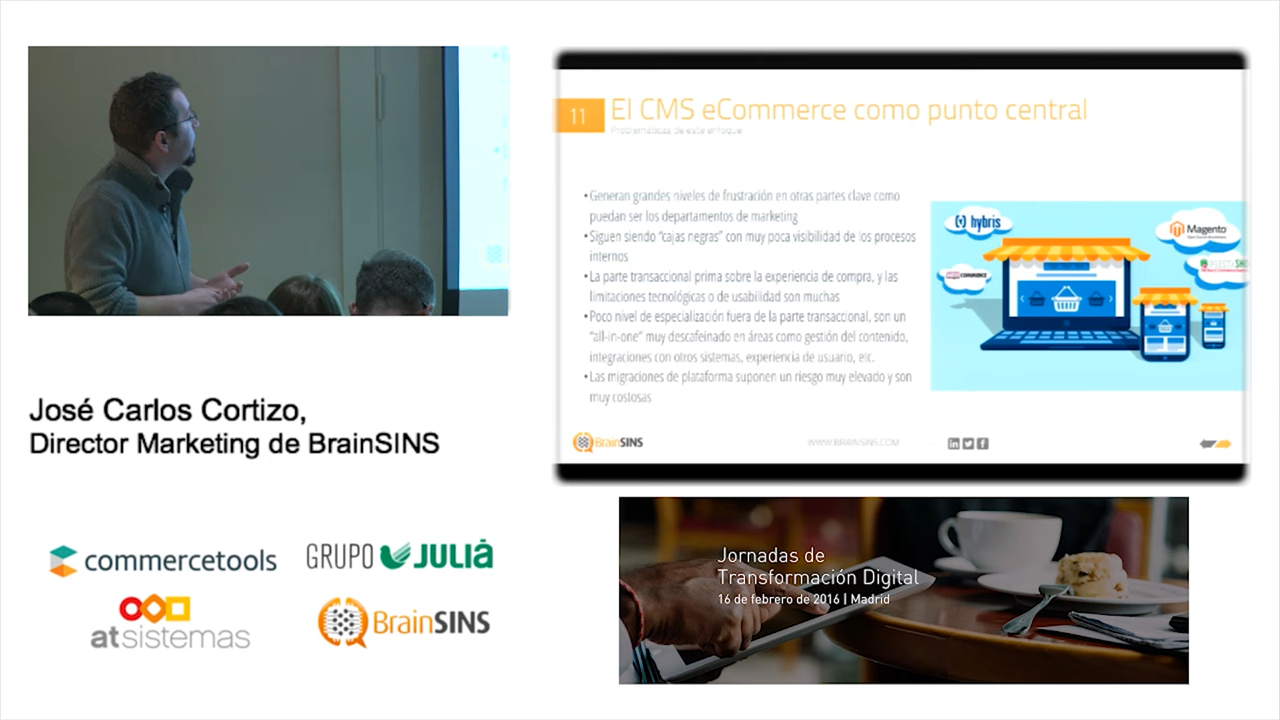 11
El CMS eCommerce como punto central
Problemáticas de este enfoque
• Generan grandes niveles de frustración en otras partes clave como
puedan ser los departamentos de marketing
• Siguen siendo “cajas negras” con muy poca visibilidad de los procesos
internos
• La parte transaccional prima sobre la experiencia de compra, y las
limitaciones tecnológicas o de usabilidad son muchas
• Poco nivel de especialización fuera de la parte transaccional, son un
“all-in-one” muy descafeinado en áreas como gestión del contenido,
integraciones con otros sistemas, experiencia de usuario, etc.
• Las migraciones de plataforma suponen un riesgo muy elevado y son
muy costosas
hybris
Magento
COMMERCE
BrainSINS
WWW.BRAINSINS.COM
José Carlos Cortizo,
Director Marketing de BrainSINS
commercetools
GRUPO JULIÀ
atsistemas
BrainSINS
Jornadas de
Transformación Digital
16 de febrero de 2016 | Madrid